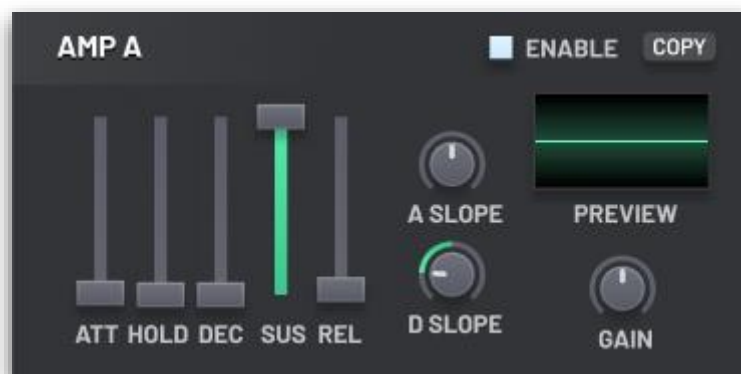 AMP A
ENABLE
COPY
A SLOPE
PREVIEW
D SLOPE
ATT HOLD DEC SUS REL
GAIN